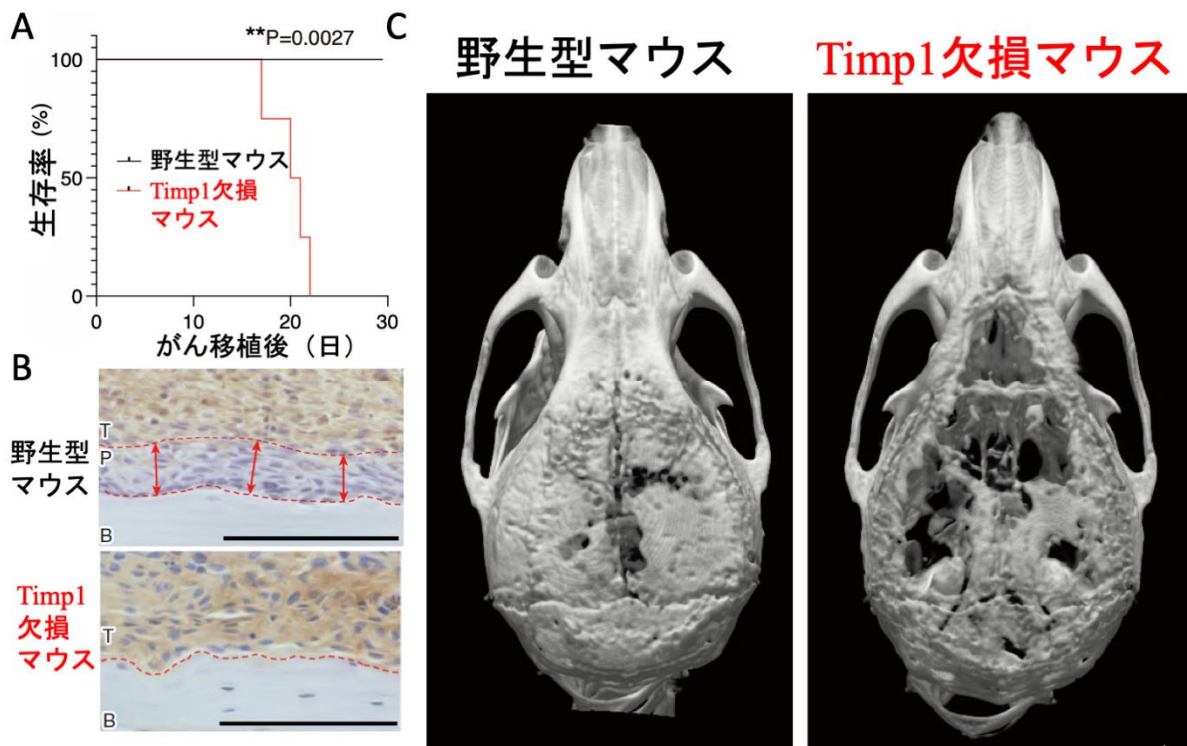 A
**P=0.0027
100
50
0
生存率 (%)
野生型マウス
Timp1欠損
マウス
0
10
20
30
がん移植後（日）
B
野生型
マウス
T
P
B
Timp1
欠損
マウス
T
B
C
野生型マウス
Timp1欠損マウス